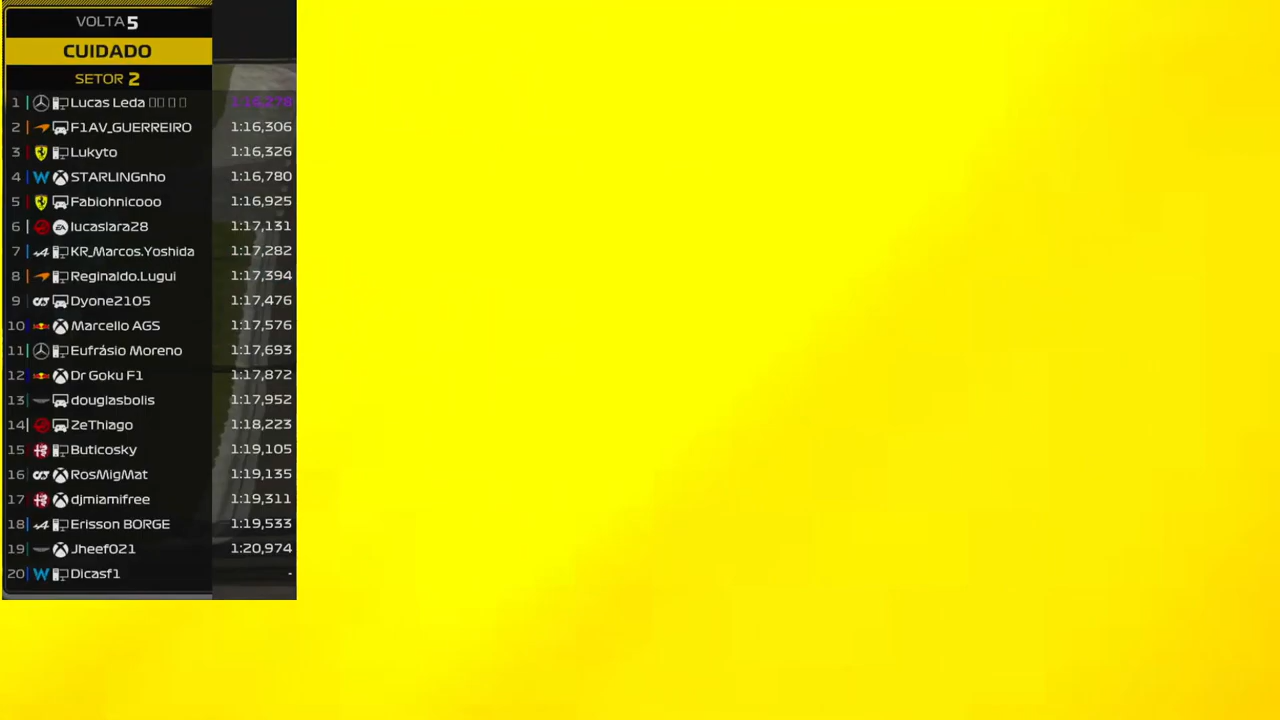 VOLTA 5
CUIDADO
SETOR 2
1 Lucas Leda 1:16,278
2 F1AV_GUERREIRO 1:16,306
3 Lukyto 1:16,326
4 STARLINGnho 1:16,780
5 Fabiohnicooo 1:16,925
6 EA lucaslara28 1:17,131
7 KR_Marcos.Yoshida 1:17,282
8 Reginaldo.Lugui 1:17,394
9 Dyone2105 1:17,476
10 Marcello AGS 1:17,576
11 Eufrásio Moreno 1:17,693
12 Dr Goku F1 1:17,872
13 douglasbolis 1:17,952
14 ZeThiago 1:18,223
15 Buticosky 1:19,105
16 RosMigMat 1:19,135
17 djmiamifree 1:19,311
18 Erisson BORGE 1:19,533
19 Jheef021 1:20,974
20 Dicasf1 -